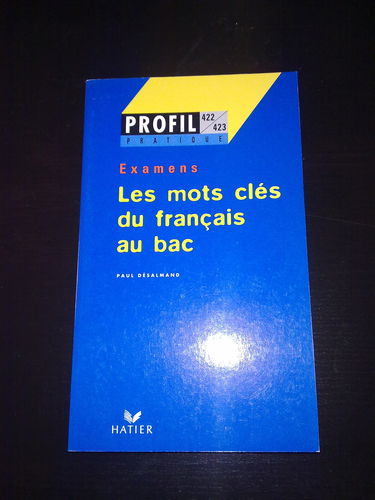 PROFIL 422/423
PRATIQUE
Examens
Les mots clés
du français
au bac
PAUL DÉSALMAND
HATIER